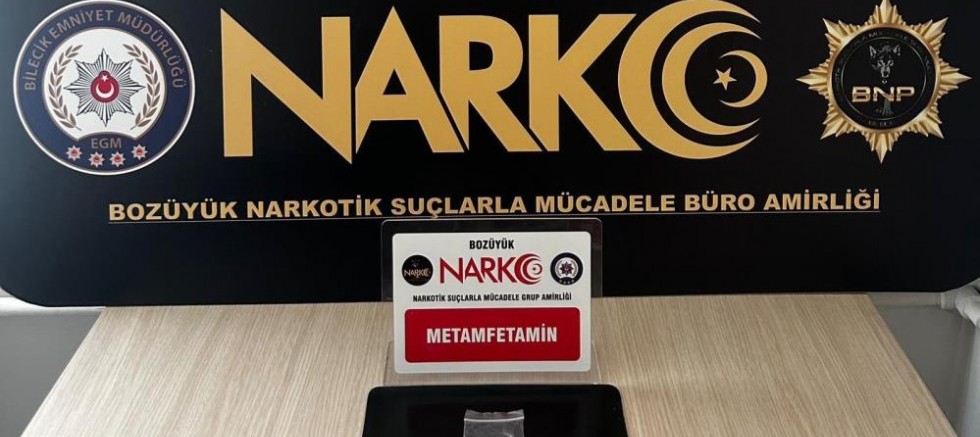 BİLECİK EMNİYET MÜDÜRLÜĞÜ
EGM
NARKO
BNP
BOZÜYÜK NARKOTİK SUÇLARLA MÜCADELE BÜRO AMİRLİĞİ
BOZÜYÜK
NARKO
NARKO
NARKOTİK SUÇLARLA MÜCADELE GRUP AMİRLİĞİ
METAMFETAMİN